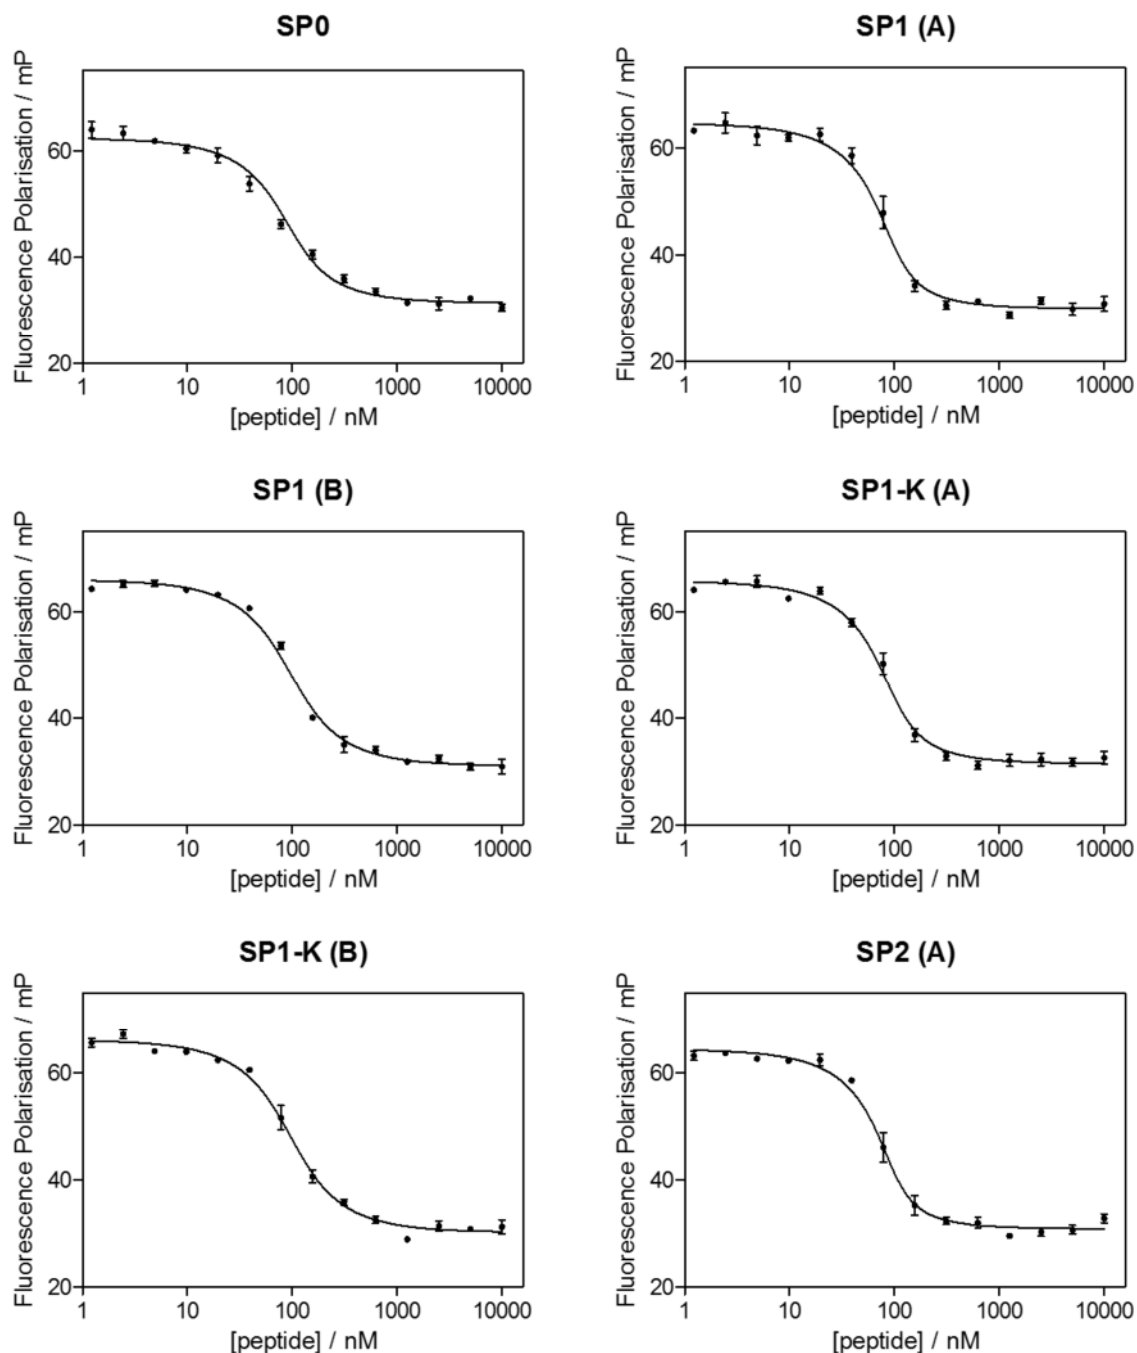 SP0
Fluorescence Polarisation / mP
60
40
20
1 10 100 1000 10000
[peptide] / nM
SP1 (A)
Fluorescence Polarisation / mP
60
40
20
1 10 100 1000 10000
[peptide] / nM
SP1 (B)
Fluorescence Polarisation / mP
60
40
20
1 10 100 1000 10000
[peptide] / nM
SP1-K (A)
Fluorescence Polarisation / mP
60
40
20
1 10 100 1000 10000
[peptide] / nM
SP1-K (B)
Fluorescence Polarisation / mP
60
40
20
1 10 100 1000 10000
[peptide] / nM
SP2 (A)
Fluorescence Polarisation / mP
60
40
20
1 10 100 1000 10000
[peptide] / nM